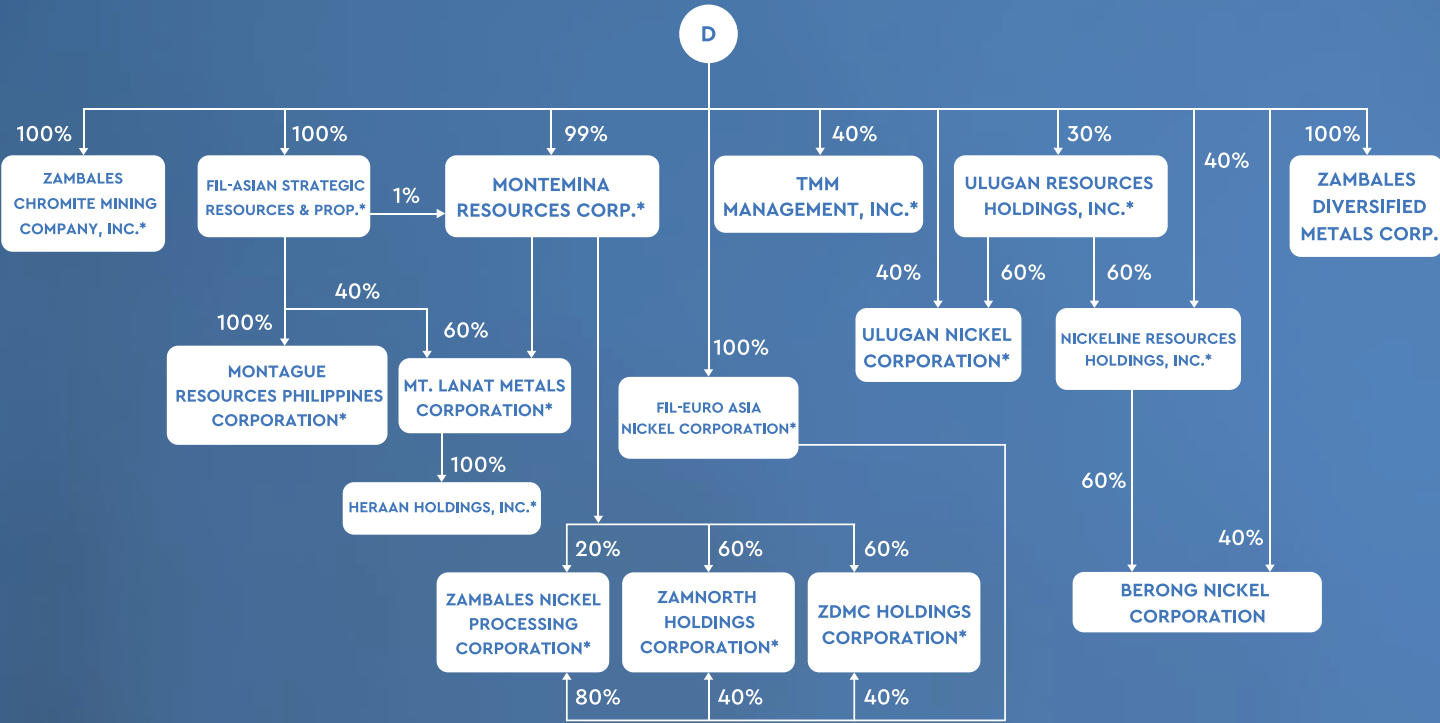 D
100%
100%
99%
40%
30%
40%
100%
ZAMBALES
CHROMITE MINING
COMPANY, INC.*
FIL-ASIAN STRATEGIC
RESOURCES & PROP.*
1%
MONTEMINA
RESOURCES CORP.*
TMM
MANAGEMENT, INC.*
ULUGAN RESOURCES
HOLDINGS, INC.*
ZAMBALES
DIVERSIFIED
METALS CORP.
40%
60%
60%
40%
100%
60%
100%
MONTAGUE
RESOURCES PHILIPPINES
CORPORATION*
MT. LANAT METALS
CORPORATION*
FIL-EURO ASIA
NICKEL CORPORATION*
ULUGAN NICKEL
CORPORATION*
NICKELINE RESOURCES
HOLDINGS, INC.*
100%
HERAAN HOLDINGS, INC.*
60%
40%
20%
60%
60%
ZAMBALES NICKEL
PROCESSING
CORPORATION*
ZAMNORTH
HOLDINGS
CORPORATION*
ZDMC HOLDINGS
CORPORATION*
BERONG NICKEL
CORPORATION
80%
40%
40%